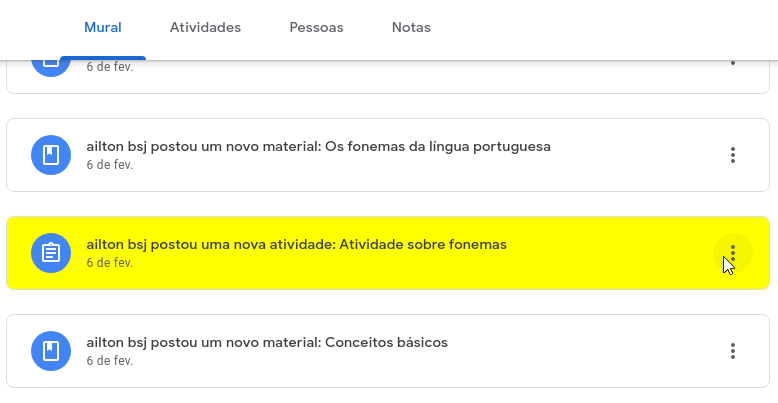 Mural Atividades Pessoas Notas
6 de fev.
ailton bsj postou um novo material: Os fonemas da língua portuguesa
6 de fev.
ailton bsj postou uma nova atividade: Atividade sobre fonemas
6 de fev.
ailton bsj postou um novo material: Conceitos básicos
6 de fev.